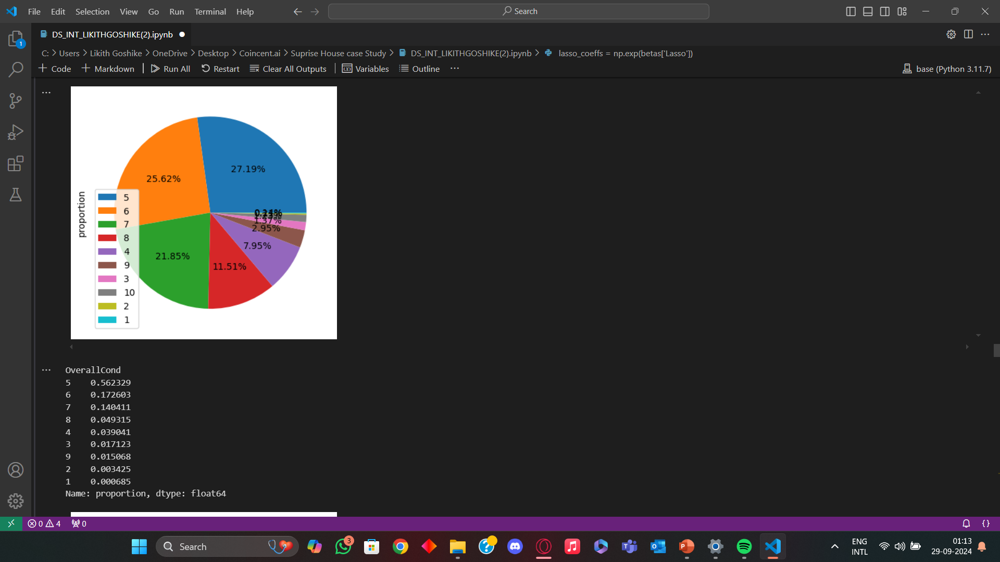 File Edit Selection View Go Run Terminal Help
Search
DS_INT_LIKITHGOSHIKE(2).ipynb
1
C: > Users > Likith Goshike > OneDrive > Desktop > Coincent.ai > Suprise House case Study > DS_INT_LIKITHGOSHIKE(2).ipynb > lasso_coeffs = np.exp(betas['Lasso'])
+ Code + Markdown | Run All Restart Clear All Outputs | Variables Outline ...
base (Python 3.11.7)
27.19%
25.62%
proportion
1.37%
2.95%
7.95%
21.85%
11.51%
5
6
7
8
4
9
3
10
2
1
OverallCond
5 0.562329
6 0.172603
7 0.140411
8 0.049315
4 0.039041
3 0.017123
9 0.015068
2 0.003425
1 0.000685
Name: proportion, dtype: float64
0 4 0
Search
3
ENG
INTL
01:13
29-09-2024